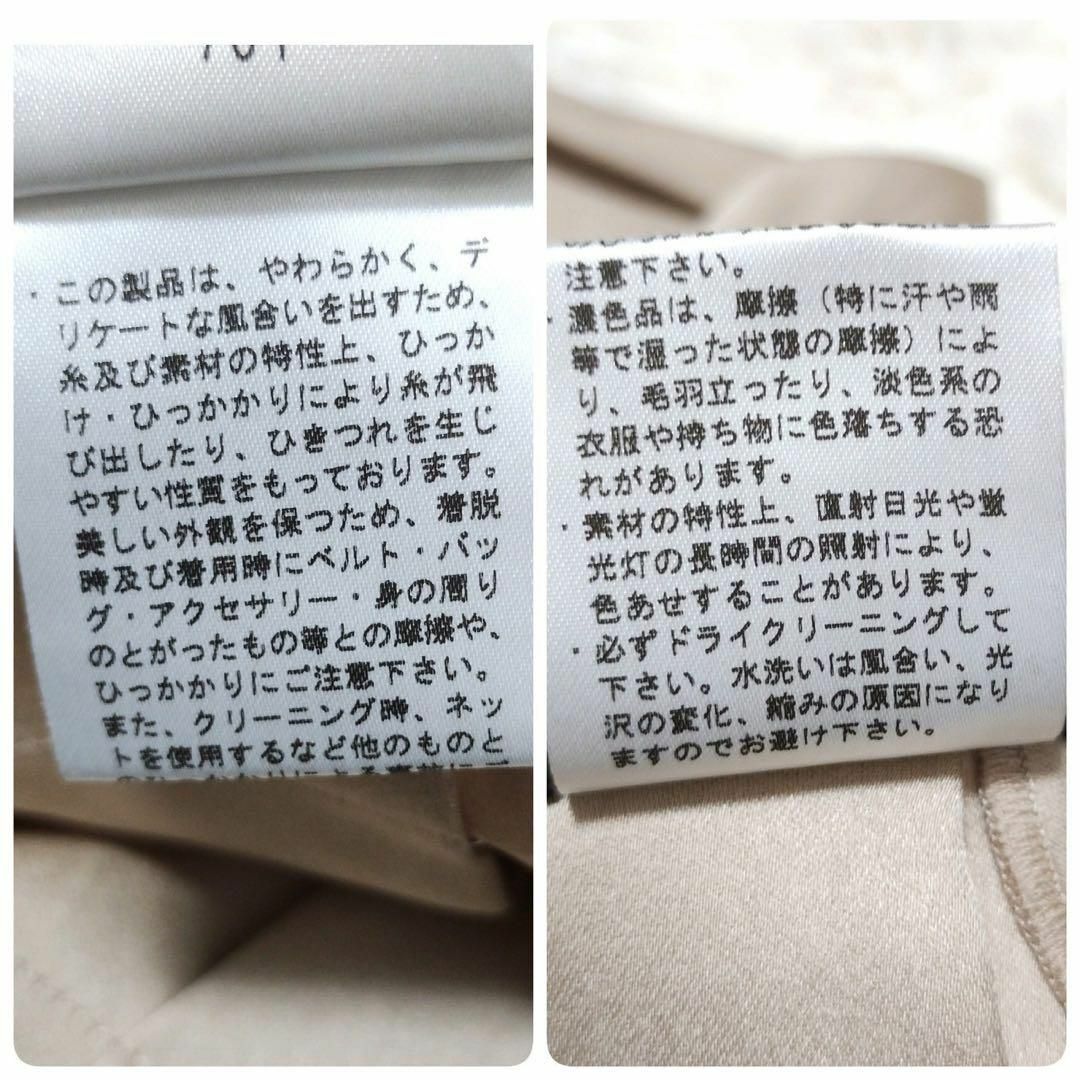 ・この製品は、やわらかく、デ
リケートな風合いを出すため、
糸及び素材の特性上、ひっか
け・ひっかかりにより糸が飛
び出したり、ひきつれを生じ
やすい性質をもっております。
美しい外観を保つため、着脱
時及び着用時にベルト・バッ
グ・アクセサリー・身の周り
のとがったもの等との摩擦や、
ひっかかりにご注意下さい。
また、クリーニング時、ネッ
トを使用するなど他のものと
注意下さい。
・濃色品は、摩擦（特に汗や雨
等で湿った状態の摩擦）によ
り、毛羽立ったり、淡色系の
衣服や持ち物に色落ちする恐
れがあります。
・素材の特性上、直射日光や蛍
光灯の長時間の照射により、
色あせすることがあります。
・必ずドライクリーニングして
下さい。水洗いは風合い、光
沢の変化、縮みの原因になり
ますのでお避け下さい。